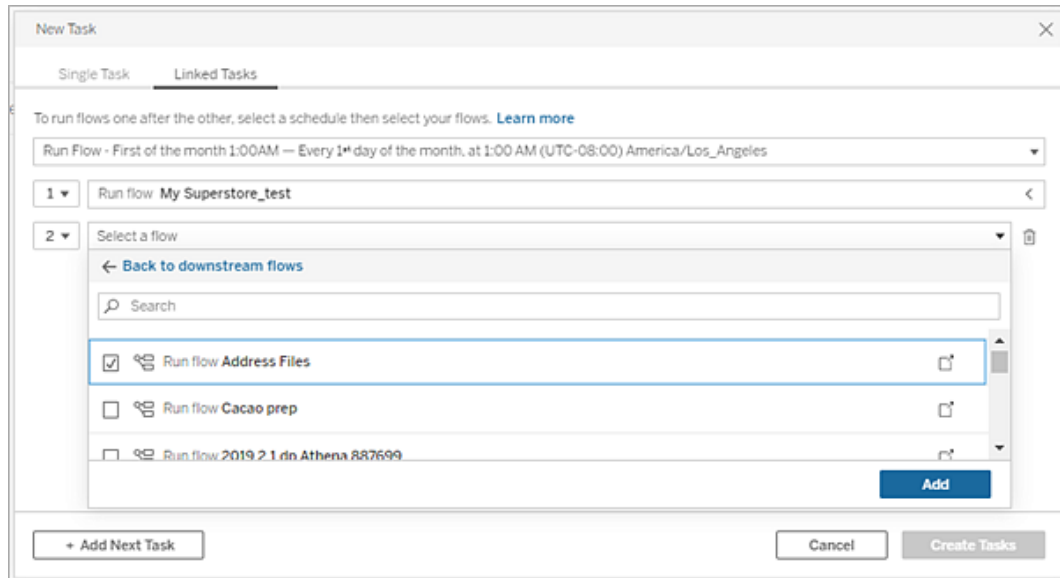 New Task
Single Task Linked Tasks
To run flows one after the other, select a schedule then select your flows. Learn more
Run Flow - First of the month 1:00AM — Every 1st day of the month, at 1:00 AM (UTC-08:00) America/Los_Angeles
1 Run flow My Superstore_test
2 Select a flow
Back to downstream flows
Search
Run flow Address Files
Run flow Cacao prep
Run flow 2019 2 1 dp Athena 887699
Add
+ Add Next Task Cancel Create Tasks